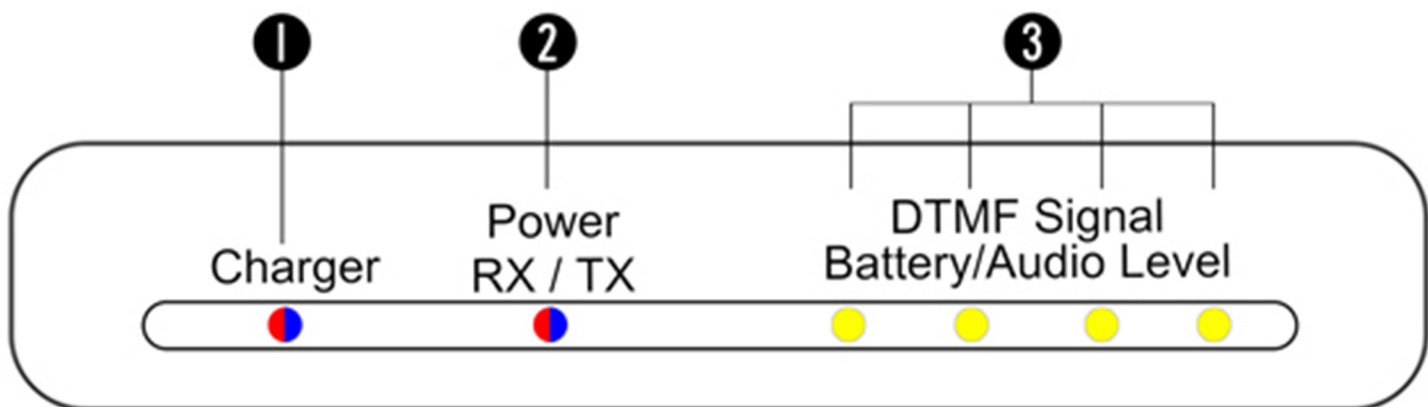 1 2 3
Charger
Power
RX / TX
DTMF Signal
Battery/Audio Level